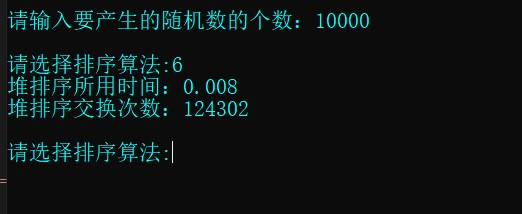 请输入要产生的随机数的个数：10000
请选择排序算法:6
堆排序所用时间：0.008
堆排序交换次数：124302
请选择排序算法: